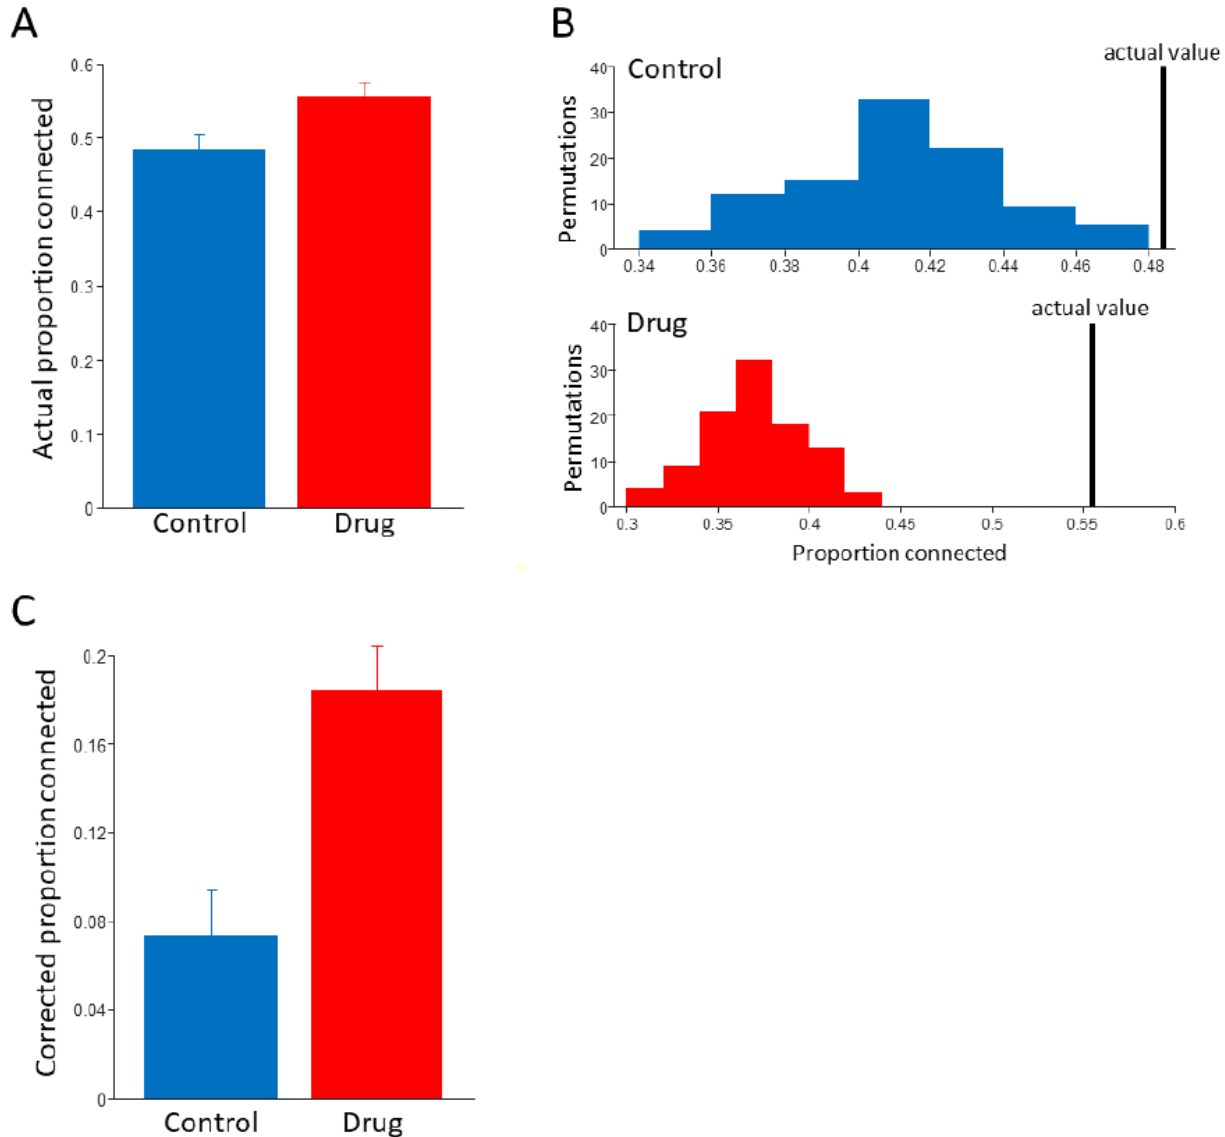 A
Actual proportion connected
0.6
0.5
0.4
0.3
0.2
0.1
0
Control
Drug
B
Control
actual value
Permutations
40
30
20
10
0
0.34
0.36
0.38
0.4
0.42
0.44
0.46
0.48
Drug
actual value
Permutations
40
30
20
10
0
0.3
0.35
0.4
0.45
0.5
0.55
0.6
Proportion connected
C
Corrected proportion connected
0.2
0.16
0.12
0.08
0.04
0
Control
Drug